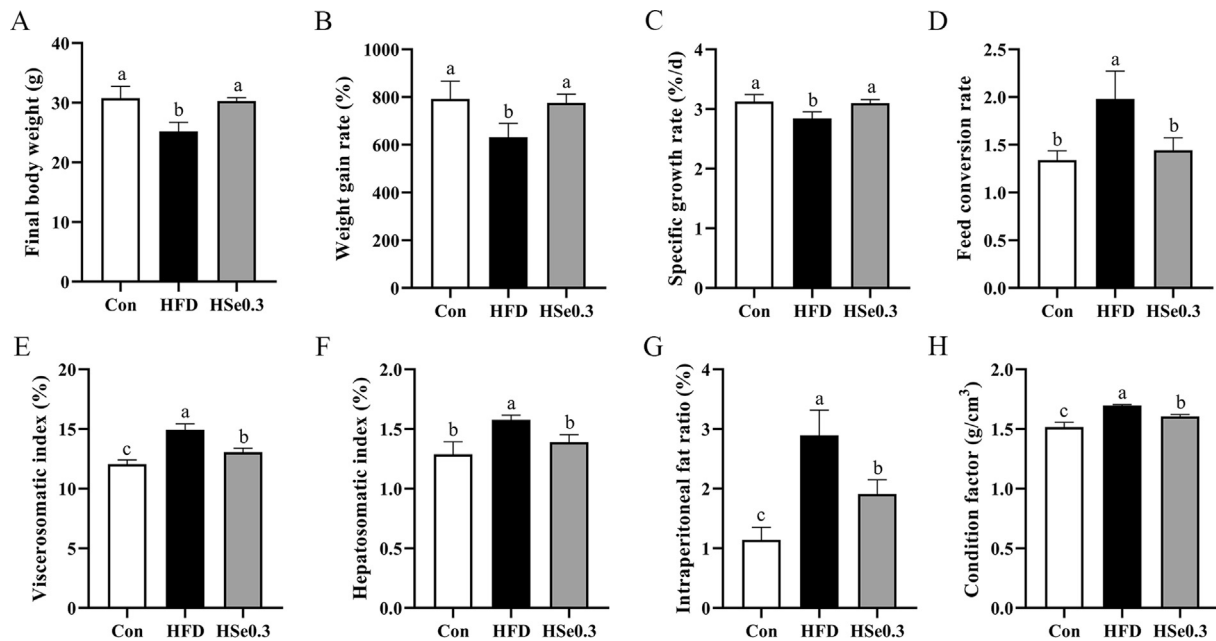 A
Final body weight (g)
40
30
20
10
0
a
b
a
Con HFD HSe0.3
B
Weight gain rate (%)
1000
800
600
400
200
0
a
b
a
Con HFD HSe0.3
C
Specific growth rate (%/d)
4
3
2
1
0
a
b
a
Con HFD HSe0.3
D
Feed conversion rate
2.5
2.0
1.5
1.0
0.5
0.0
b
a
b
Con HFD HSe0.3
E
Viscerosomatic index (%)
20
15
10
5
0
c
a
b
Con HFD HSe0.3
F
Hepatosomatic index (%)
2.0
1.5
1.0
0.5
0.0
b
a
b
Con HFD HSe0.3
G
Intraperitoneal fat ratio (%)
4
3
2
1
0
c
a
b
Con HFD HSe0.3
H
Condition factor (g/cm³)
2.0
1.5
1.0
0.5
0.0
c
a
b
Con HFD HSe0.3